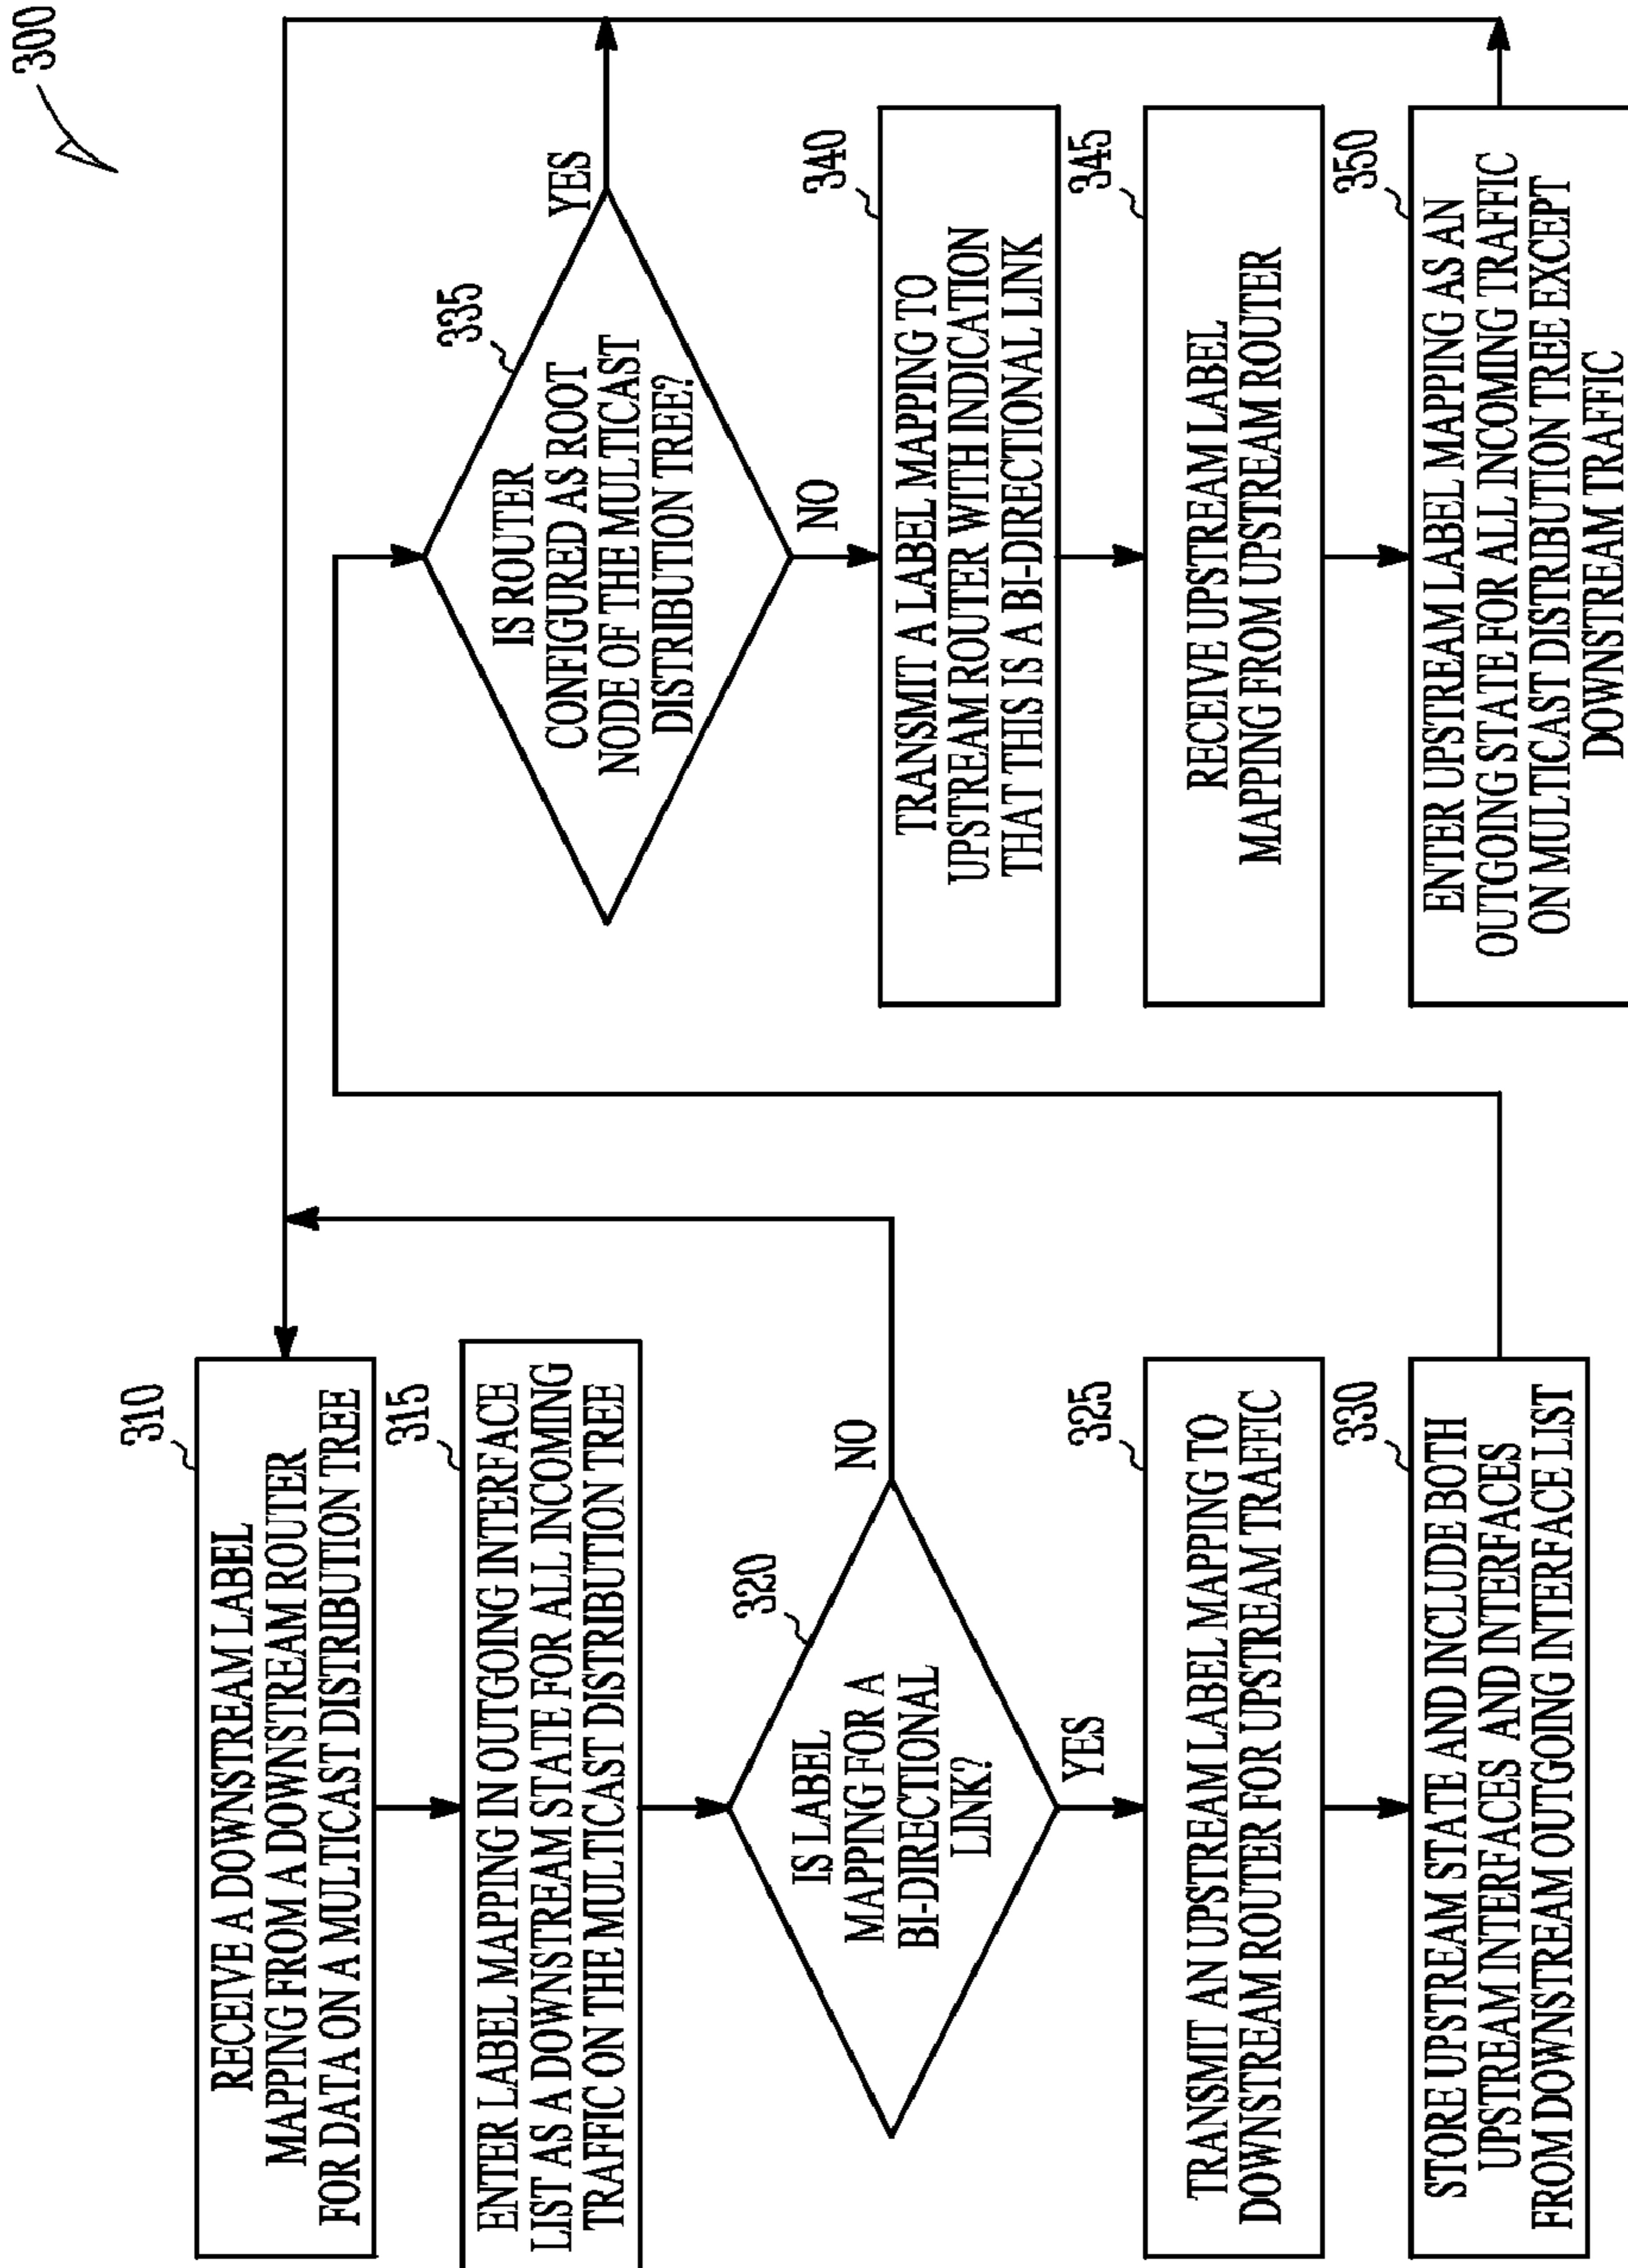 300
310
RECEIVE A DOWNSTREAM LABEL
MAPPING FROM A DOWNSTREAM ROUTER
FOR DATA ON A MULTICAST DISTRIBUTION TREE
315
ENTER LABEL MAPPING IN OUTGOING INTERFACE
LIST AS A DOWNSTREAM STATE FOR ALL INCOMING
TRAFFIC ON THE MULTICAST DISTRIBUTION TREE
320
IS LABEL
MAPPING FOR A
BI-DIRECTIONAL
LINK?
NO
YES
325
TRANSMIT AN UPSTREAM LABEL MAPPING TO
DOWNSTREAM ROUTER FOR UPSTREAM TRAFFIC
330
STORE UPSTREAM STATE AND INCLUDE BOTH
UPSTREAM INTERFACES AND INTERFACES
FROM DOWNSTREAM OUTGOING INTERFACE LIST
335
IS ROUTER
CONFIGURED AS ROOT
NODE OF THE MULTICAST
DISTRIBUTION TREE?
YES
NO
340
TRANSMIT A LABEL MAPPING TO
UPSTREAM ROUTER WITH INDICATION
THAT THIS IS A BI-DIRECTIONAL LINK
345
RECEIVE UPSTREAM LABEL
MAPPING FROM UPSTREAM ROUTER
350
ENTER UPSTREAM LABEL MAPPING AS AN
OUTGOING STATE FOR ALL INCOMING TRAFFIC
ON MULTICAST DISTRIBUTION TREE EXCEPT
DOWNSTREAM TRAFFIC